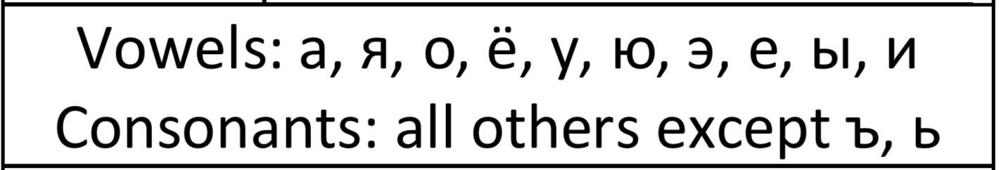 Vowels: а, я, о, ё, у, ю, э, е, ы, и
Consonants: all others except ъ, ь